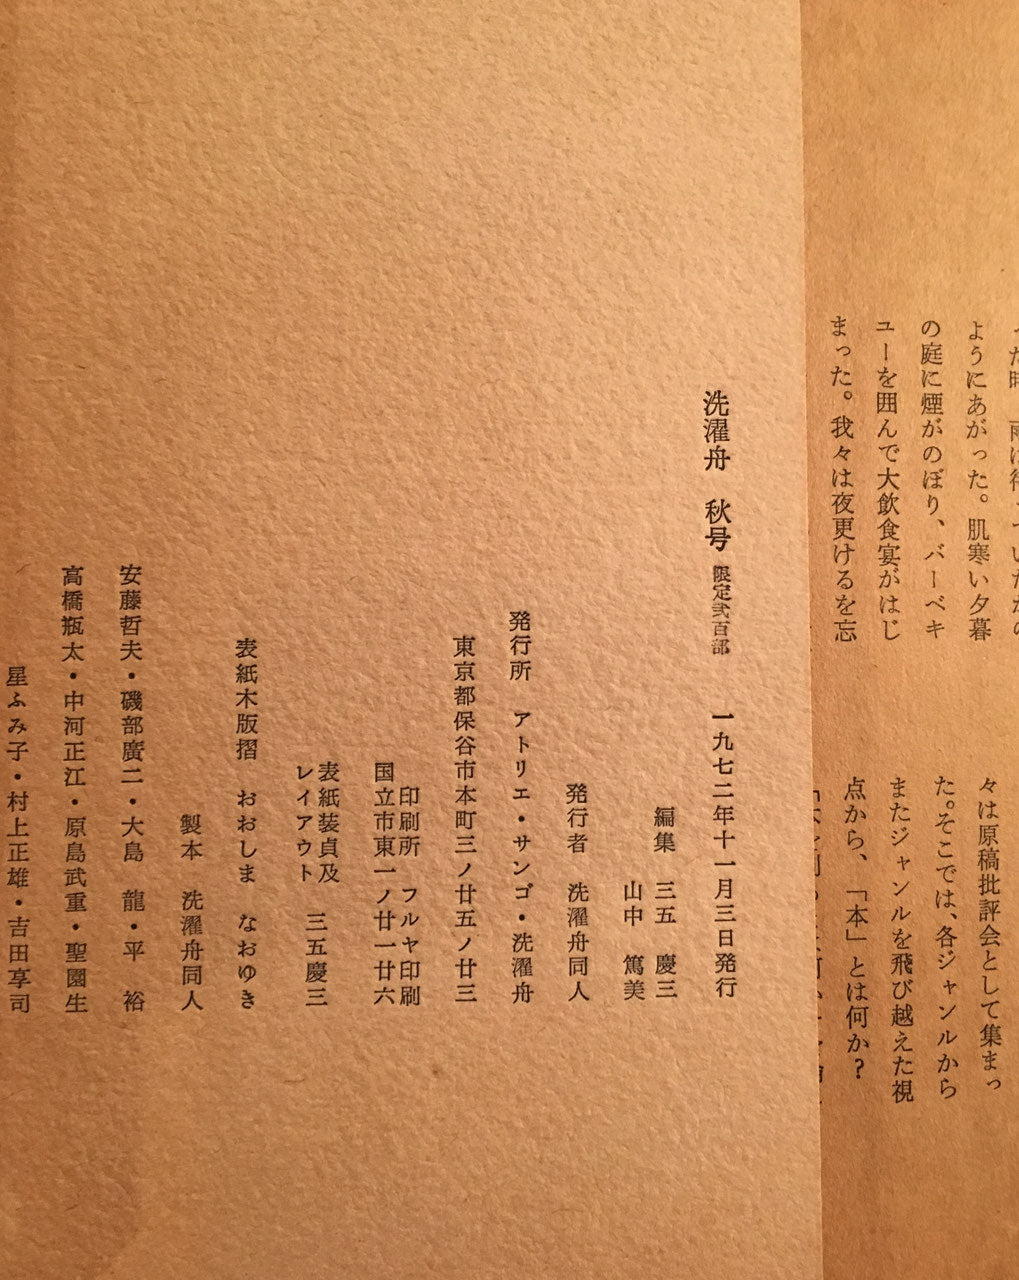 ようにあがった。肌寒い夕暮
の庭に煙がのぼり、バーベキ
ューを囲んで大飲食宴がはじ
まった。我々は夜更けるを忘
々は原稿批評会として集まっ
た。そこでは、各ジャンルから
またジャンルを飛び越えた視
点から、「本」とは何か？
洗濯舟　秋号 限定弐百部　一九七二年十一月三日発行
編集　三五　慶三
山中　篤美
発行者　洗濯舟同人
発行所　アトリエ・サンゴ・洗濯舟
東京都保谷市本町三ノ廿五ノ廿三
印刷所　フルヤ印刷
国立市東一ノ廿一廿六
表紙装貞及
レイアウト　三五慶三
表紙木版摺　おおしま　なおゆき
製本　洗濯舟同人
安藤哲夫・磯部廣二・大島　龍・平　裕
高橋瓶太・中河正江・原島武重・聖園生
星ふみ子・村上正雄・吉田享司